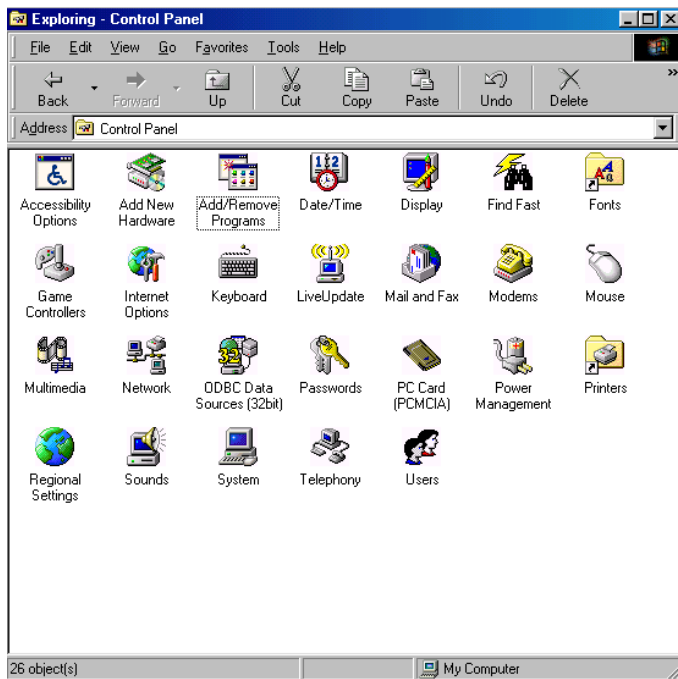 Exploring - Control Panel
File Edit View Go Favorites Tools Help
Back Forward Up Cut Copy Paste Undo Delete »
Address Control Panel
Accessibility Options
Add New Hardware
Add/Remove Programs
Date/Time
Display
Find Fast
Fonts
Game Controllers
Internet Options
Keyboard
LiveUpdate
Mail and Fax
Modems
Mouse
Multimedia
Network
ODBC Data Sources (32bit)
Passwords
PC Card (PCMCIA)
Power Management
Printers
Regional Settings
Sounds
System
Telephony
Users
26 object(s) My Computer